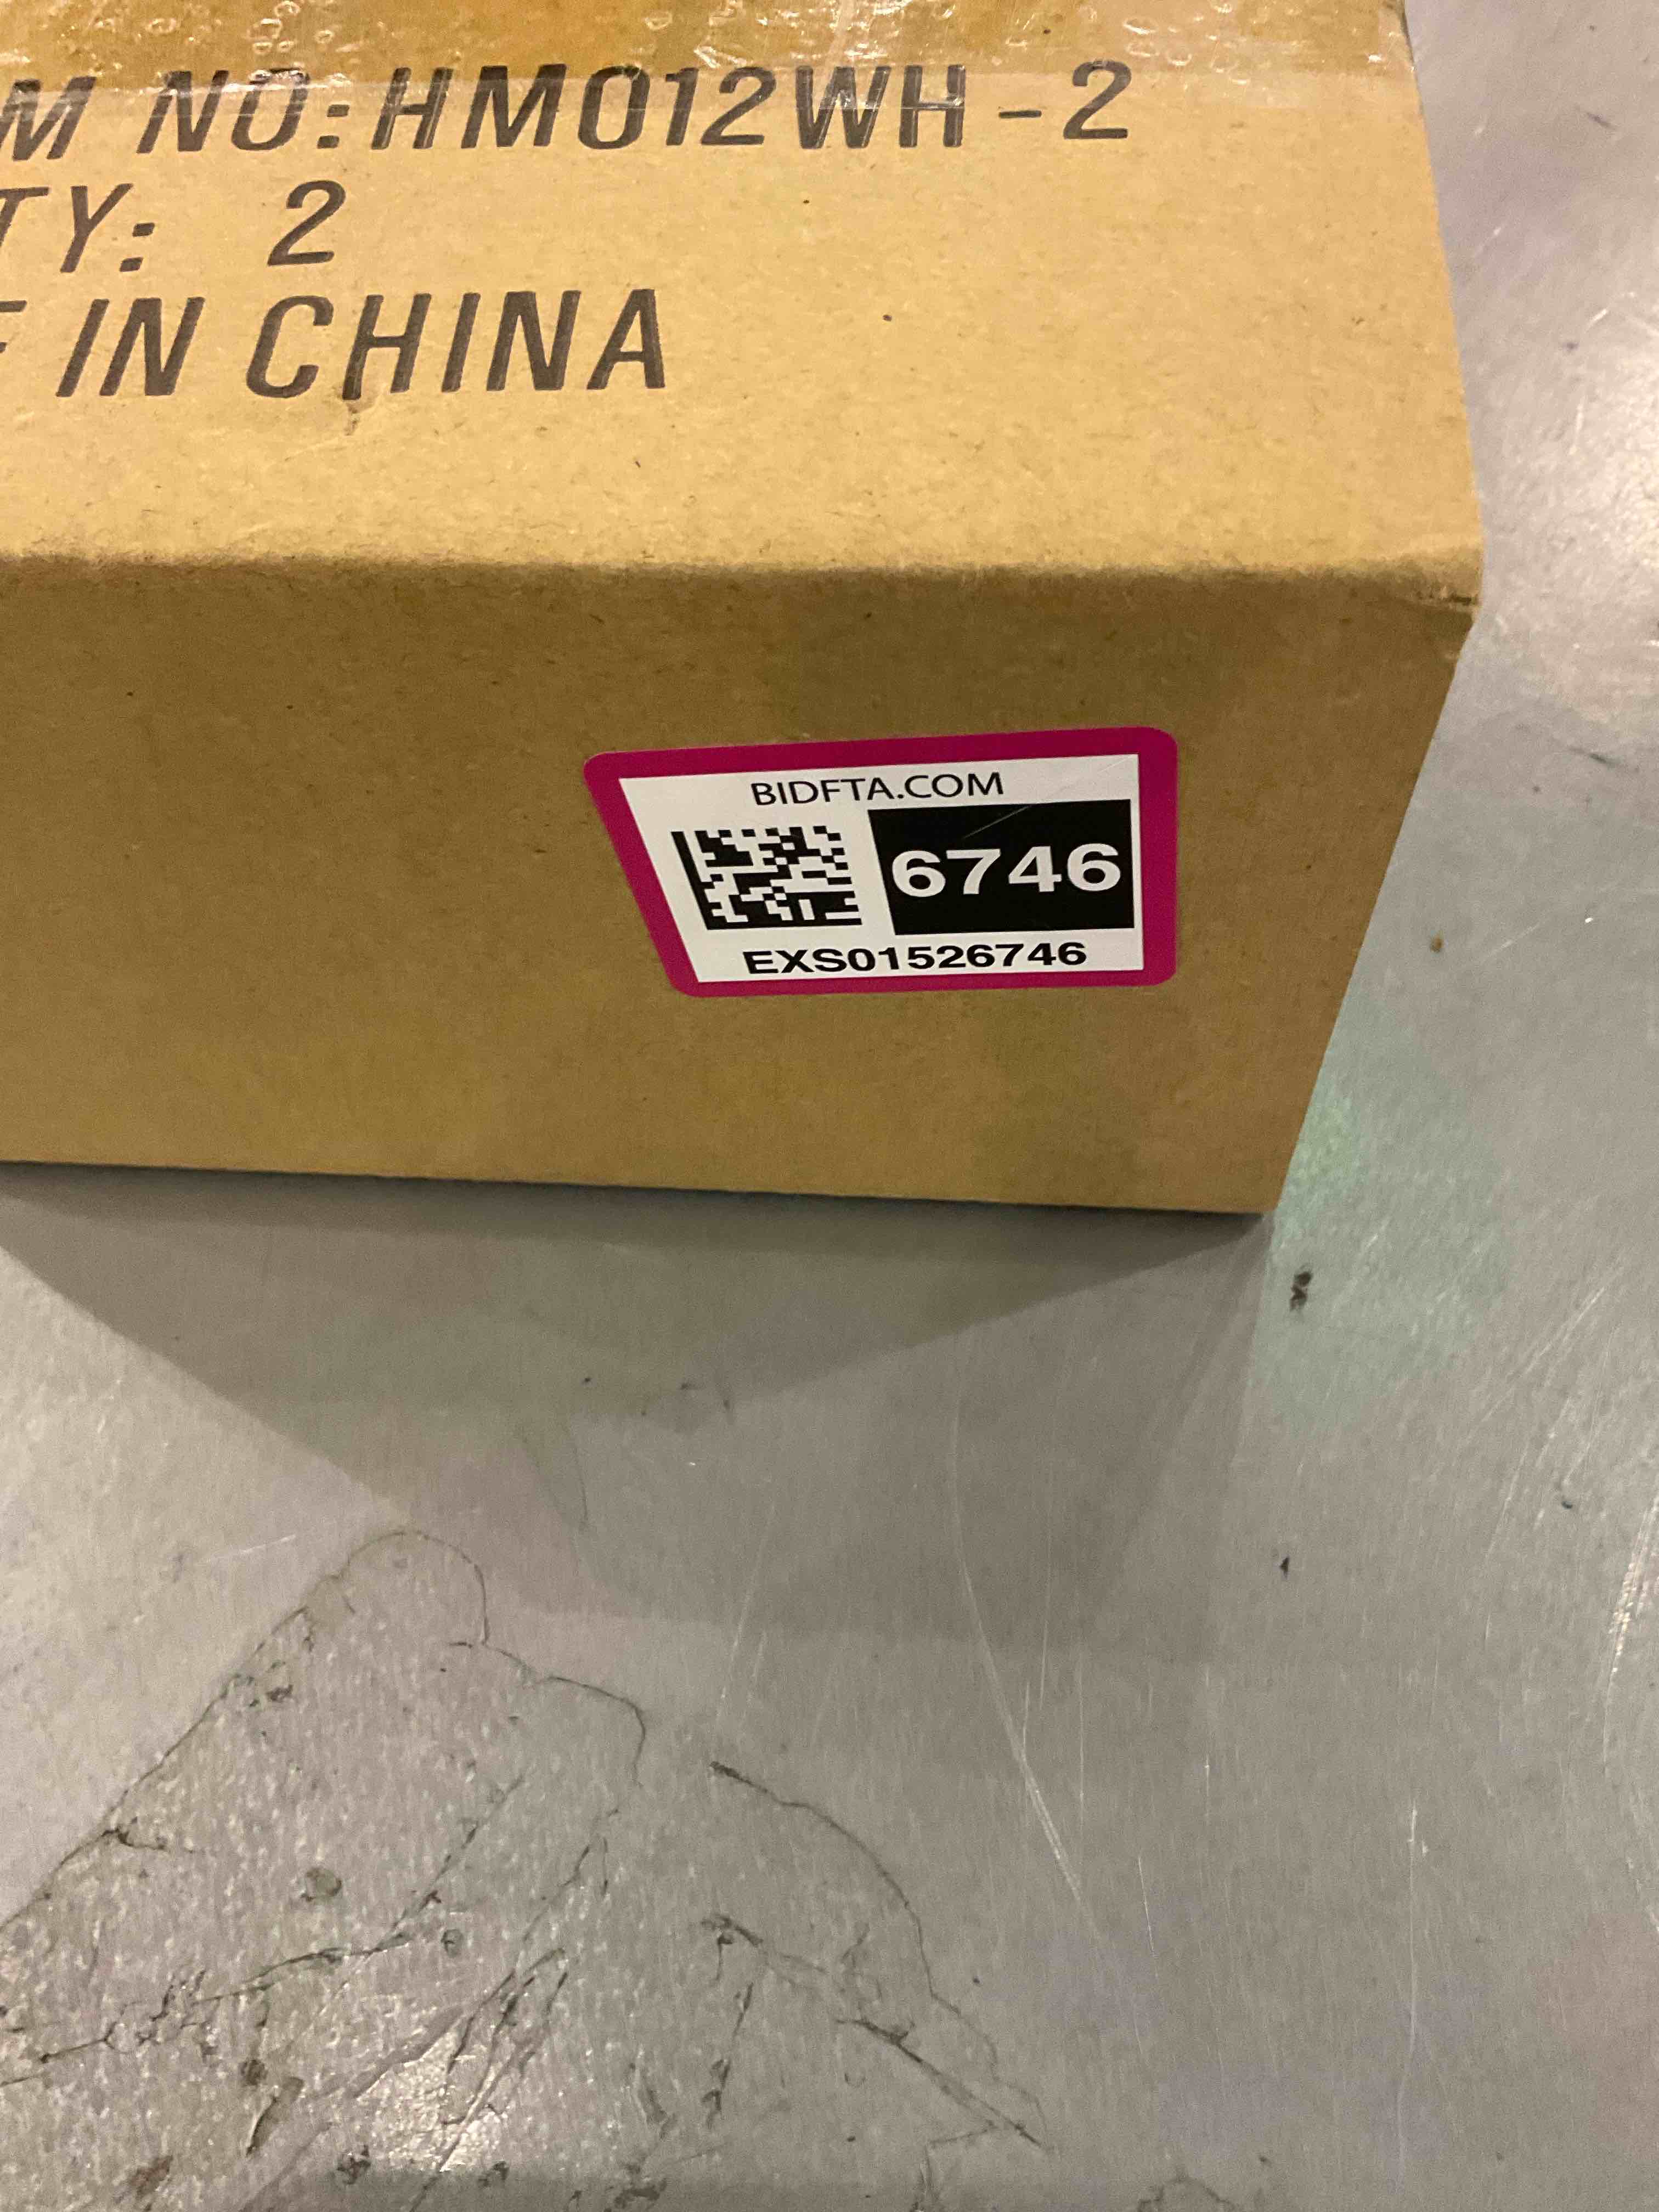 M NO:HM012WH-2
TY: 2
IN CHINA
BIDFTA.COM
6746
EXS01526746